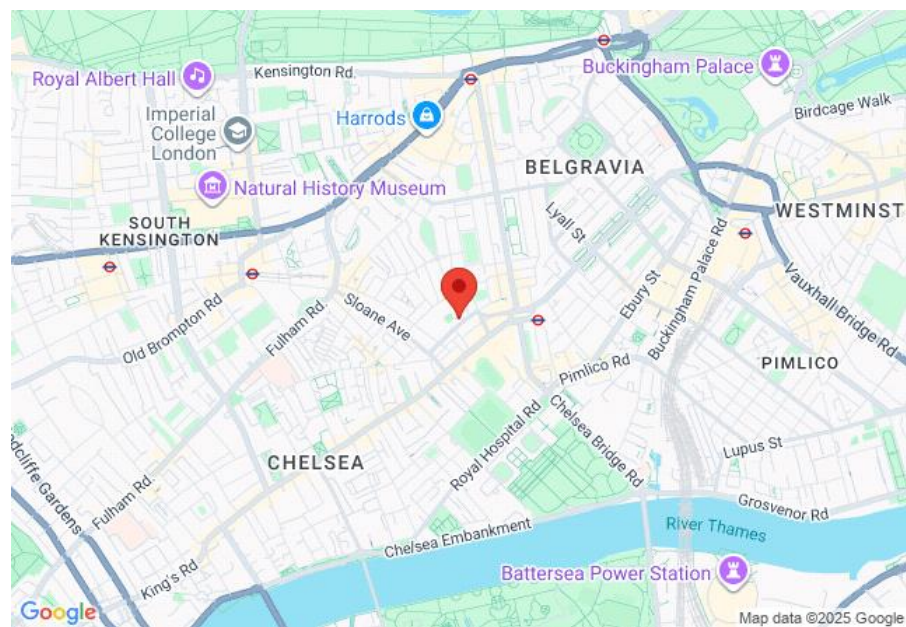 Royal Albert Hall
Kensington Rd.
Buckingham Palace
Birdcage Walk
Imperial
College
London
Harrods
Natural History Museum
BELGRAVIA
SOUTH
KENSINGTON
WESTMINST
Lyall St
Ebury St
Buckingham Palace Rd
Vauxhall Bridge Rd
Old Brompton Rd
Fulham Rd.
Sloane Ave
Pimlico Rd
PIMLICO
Royal Hospital Rd
Chelsea Bridge Rd
Lupus St
CHELSEA
dcliffe Gardens
Fulham Rd.
Grosvenor Rd
River Thames
Chelsea Embankment
King's Rd
Battersea Power Station
Google
Map data ©2025 Google